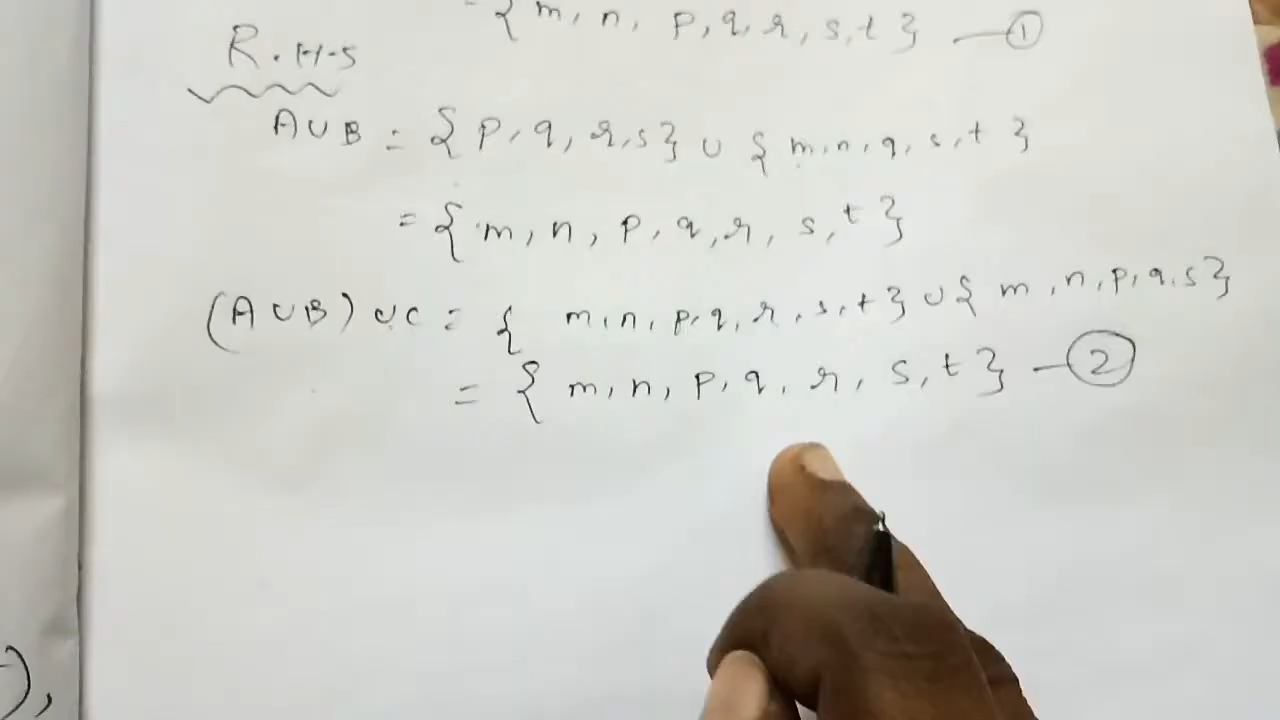 = { m, n, p, q, r, s, t } —①
R.H.S
A∪B = { p, q, r, s } ∪ { m, n, q, s, t }
= { m, n, p, q, r, s, t }
(A∪B)∪C = { m, n, p, q, r, s, t } ∪ { m, n, p, q, s }
= { m, n, p, q, r, s, t } —②
),